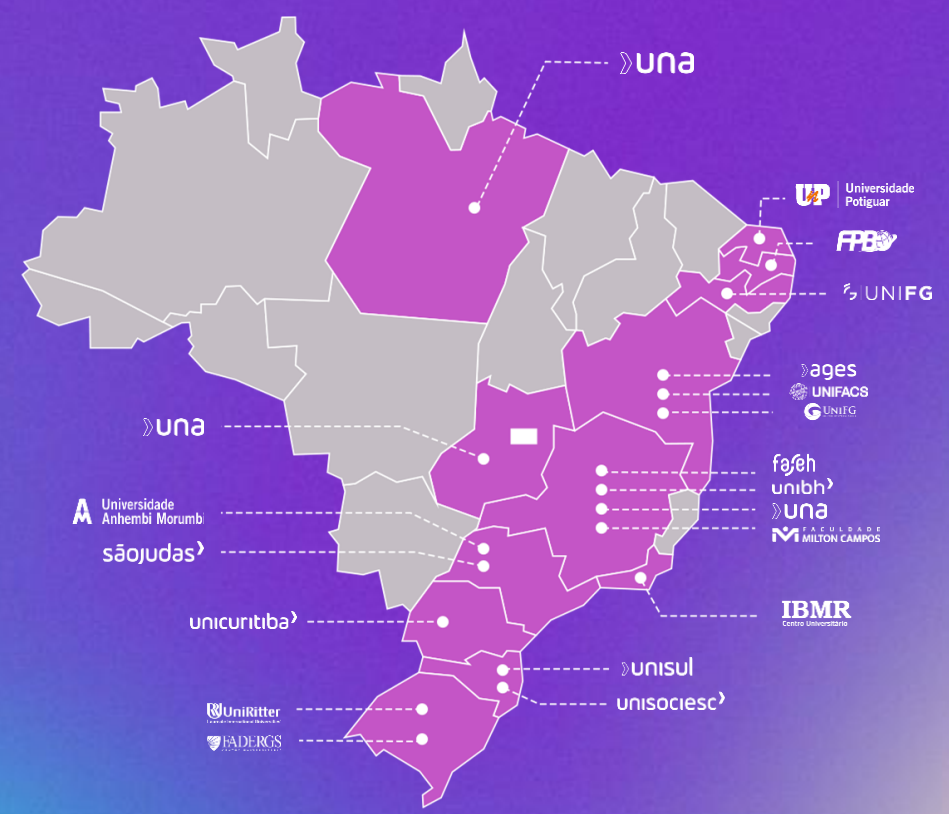 una
UnP
Universidade
Potiguar
FPB
UNIFG
ages
UNIFACS
G UNIFG
una
faseh
unibh
una
FACULDADE
MILTON CAMPOS
Universidade
Anhembi Morumbi
sãojudas
IBMR
Centro Universitário
unicuritiba
unisul
unisociesc
UniRitter
FADERGS